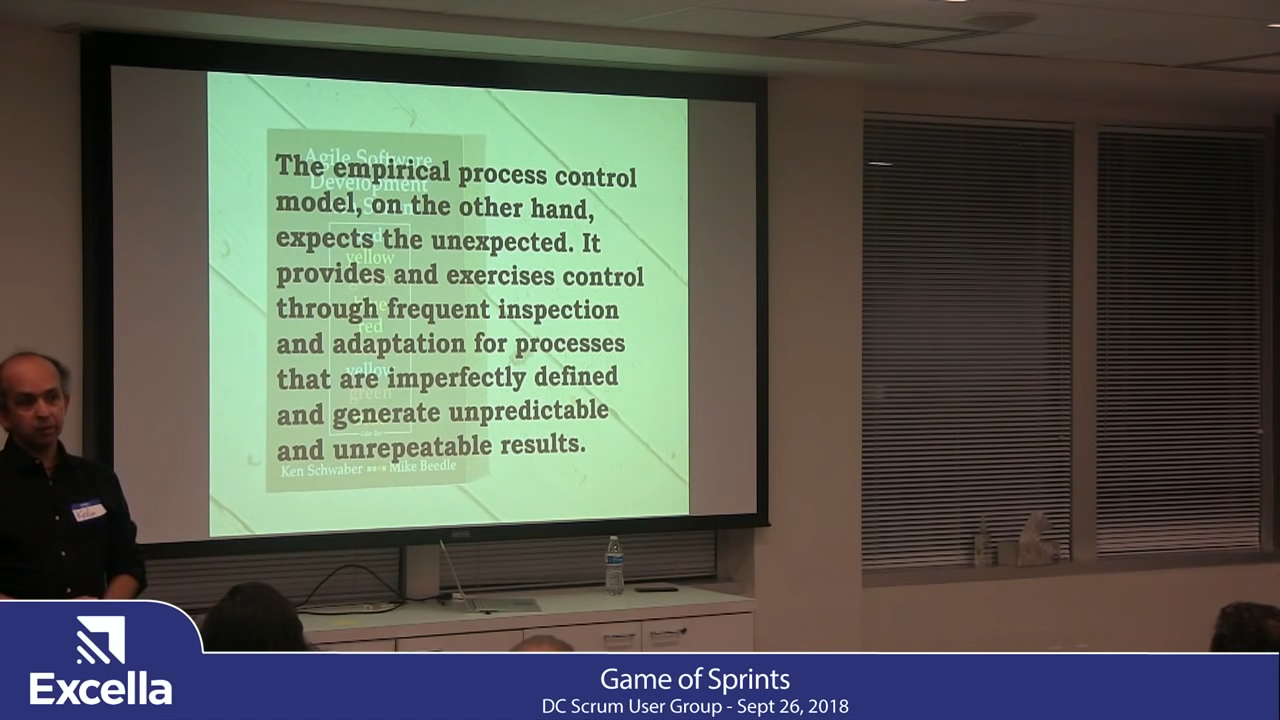 The empirical process control
model, on the other hand,
expects the unexpected. It
provides and exercises control
through frequent inspection
and adaptation for processes
that are imperfectly defined
and generate unpredictable
and unrepeatable results.
Agile Software
Development
yellow
red
yellow
green
Ken Schwaber
Mike Beedle
Excella
Game of Sprints
DC Scrum User Group - Sept 26, 2018